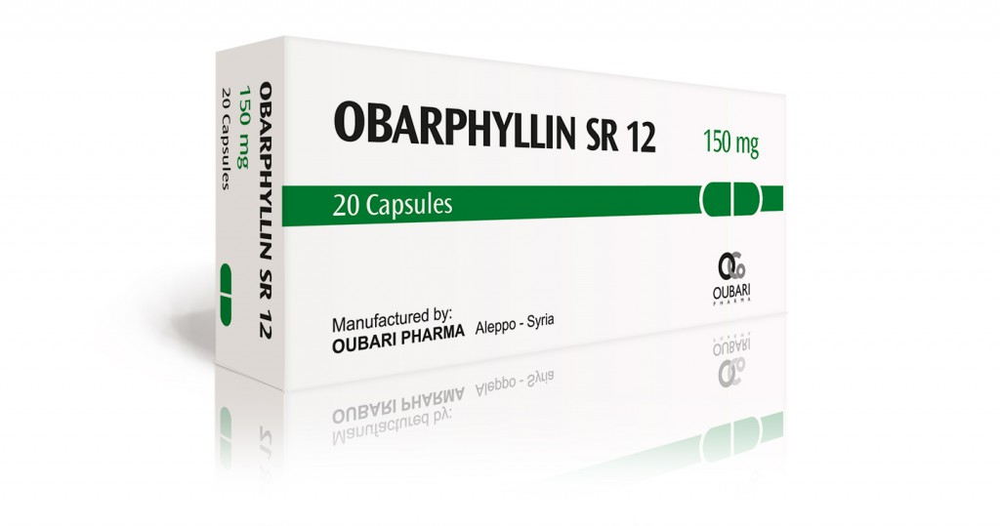 OBARPHYLLIN SR 12
150 mg
20 Capsules
OBARPHYLLIN SR 12
150 mg
20 Capsules
OUBARI
PHARMA
Manufactured by:
OUBARI PHARMA Aleppo - Syria